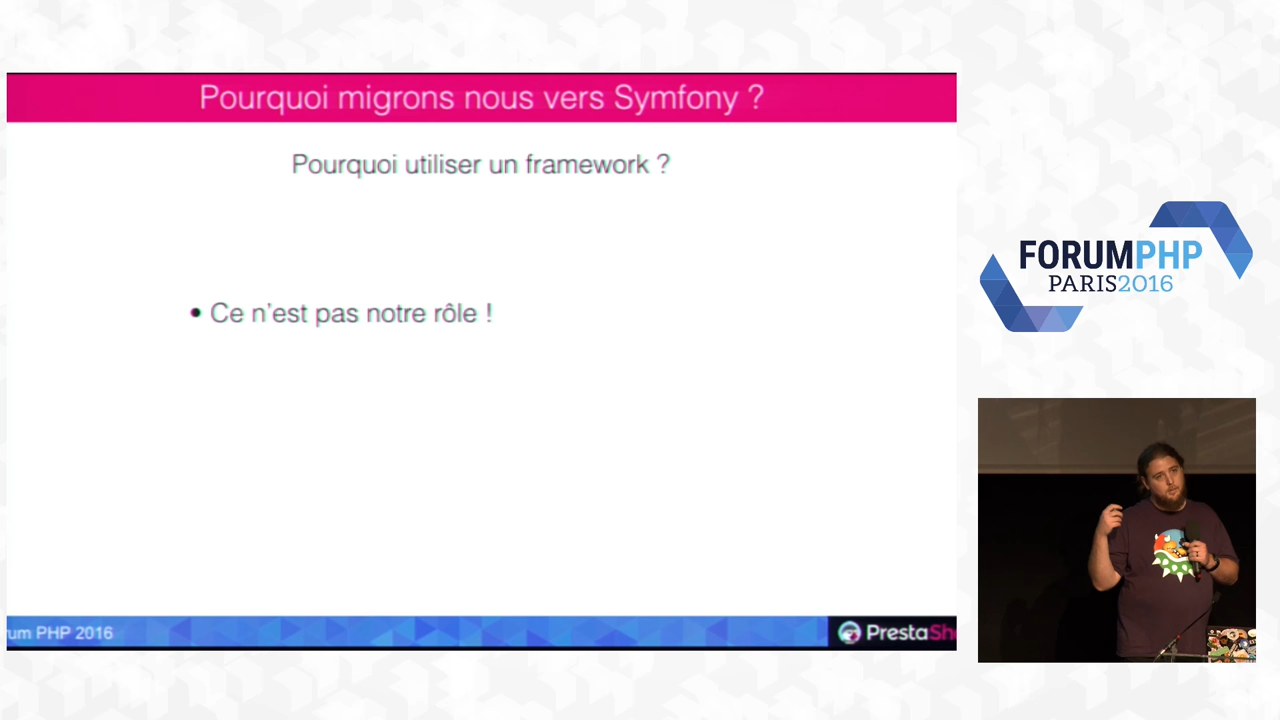 Pourquoi migrons nous vers Symfony ?
Pourquoi utiliser un framework ?
• Ce n'est pas notre rôle !
um PHP 2016
PrestaSh
FORUMPHP
PARIS2016